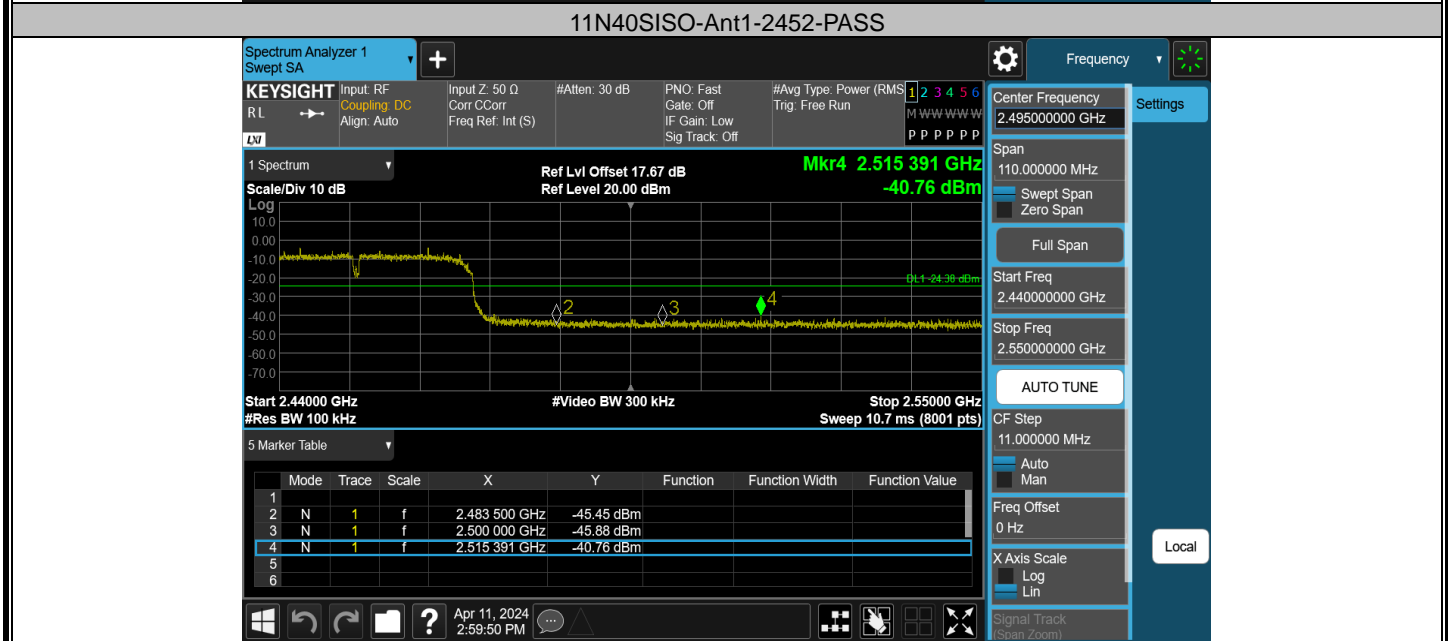 11N40SISO-Ant1-2452-PASS
Spectrum Analyzer 1
Swept SA
+
Frequency
KEYSIGHT
RL
LXI
Input: RF
Coupling: DC
Align: Auto
Input Z: 50 Ω
Corr CCorr
Freq Ref: Int (S)
#Atten: 30 dB
PNO: Fast
Gate: Off
IF Gain: Low
Sig Track: Off
#Avg Type: Power (RMS
Trig: Free Run
1 2 3 4 5 6
M W W W W W
P P P P P P
1 Spectrum
Scale/Div 10 dB
Ref Lvl Offset 17.67 dB
Ref Level 20.00 dBm
Mkr4 2.515 391 GHz
-40.76 dBm
Log
10.0
0.00
-10.0
-20.0
-30.0
-40.0
-50.0
-60.0
-70.0
DL1 -24.38 dBm
2
3
4
Start 2.44000 GHz
#Video BW 300 kHz
Stop 2.55000 GHz
#Res BW 100 kHz
Sweep 10.7 ms (8001 pts)
5 Marker Table
Mode Trace Scale X Y Function Function Width Function Value
1
2 N 1 f 2.483 500 GHz -45.45 dBm
3 N 1 f 2.500 000 GHz -45.88 dBm
4 N 1 f 2.515 391 GHz -40.76 dBm
5
6
Center Frequency
2.495000000 GHz
Span
110.000000 MHz
Swept Span
Zero Span
Full Span
Start Freq
2.440000000 GHz
Stop Freq
2.550000000 GHz
AUTO TUNE
CF Step
11.000000 MHz
Auto
Man
Freq Offset
0 Hz
X Axis Scale
Log
Lin
Signal Track
(Span Zoom)
Settings
Local
?
Apr 11, 2024
2:59:50 PM